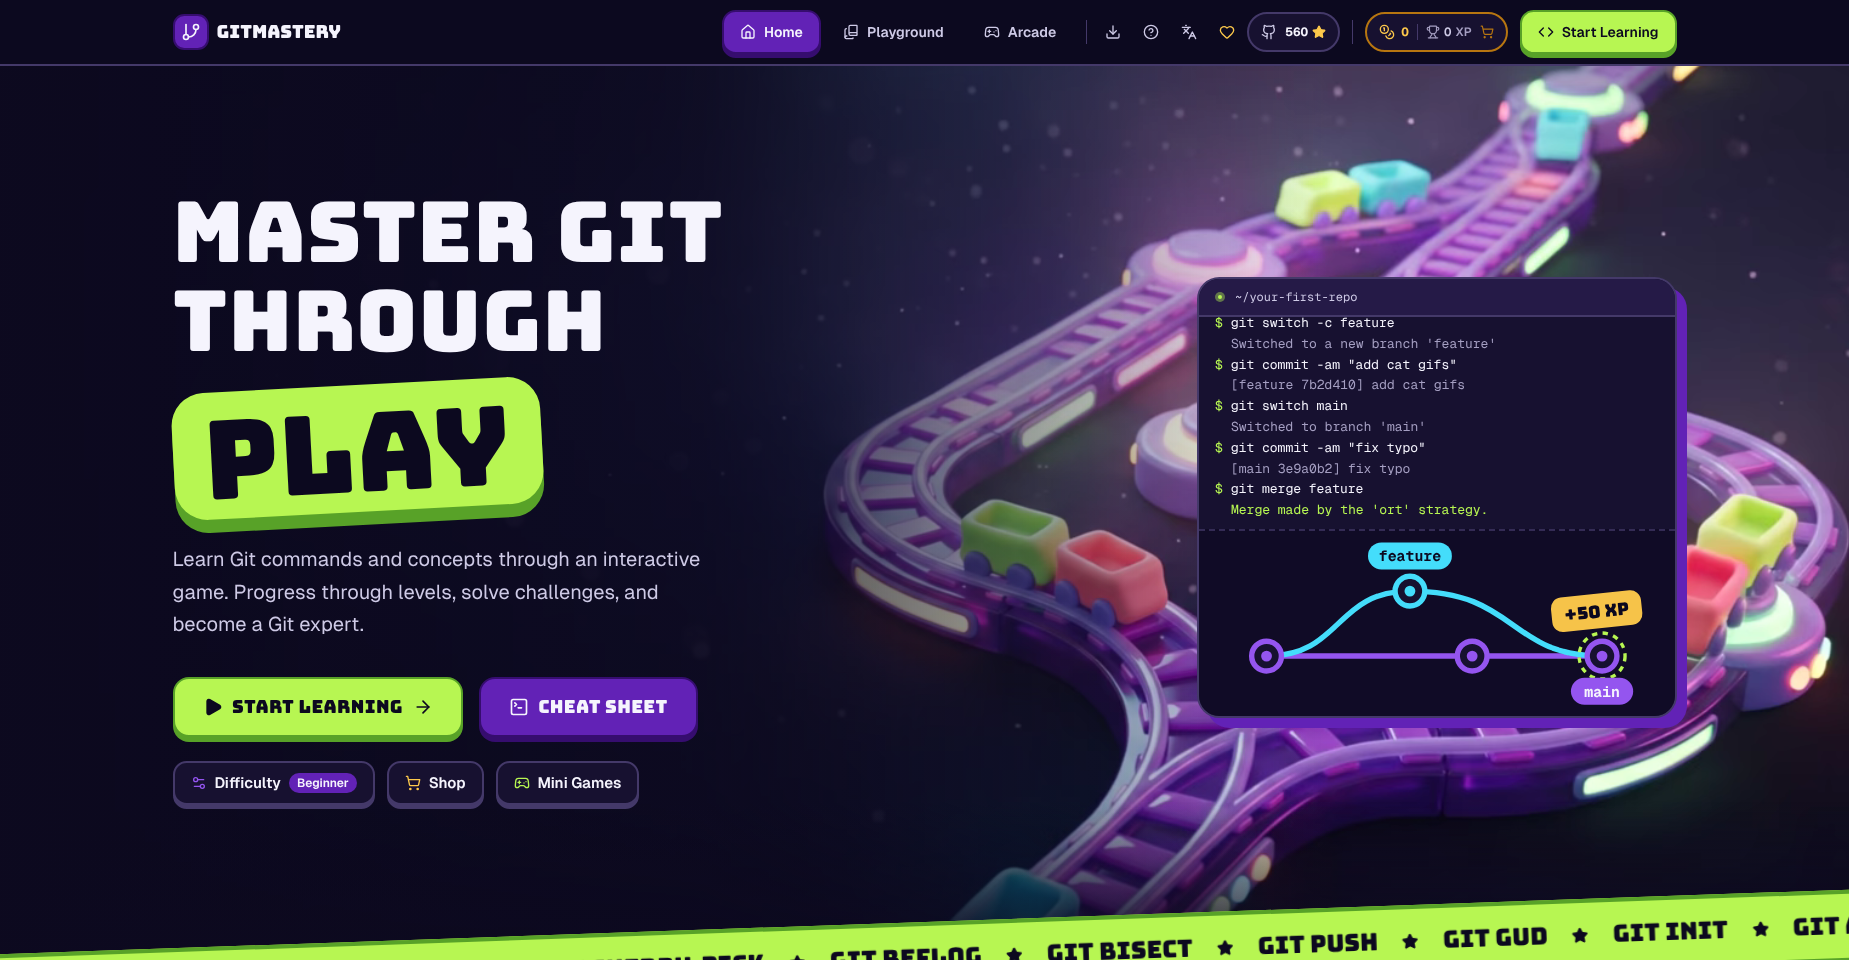 GITMASTERY
Home
Playground
Arcade
560
0
0 XP
Start Learning
MASTER GIT
THROUGH
PLAY
Learn Git commands and concepts through an interactive
game. Progress through levels, solve challenges, and
become a Git expert.
START LEARNING
CHEAT SHEET
Difficulty Beginner
Shop
Mini Games
~/your-first-repo
$ git switch -c feature
Switched to a new branch 'feature'
$ git commit -am "add cat gifs"
[feature 7b2d410] add cat gifs
$ git switch main
Switched to branch 'main'
$ git commit -am "fix typo"
[main 3e9a0b2] fix typo
$ git merge feature
Merge made by the 'ort' strategy.
feature
+50 XP
main
GIT REFLOG ★ GIT BISECT ★ GIT PUSH ★ GIT GUD ★ GIT INIT ★ GIT